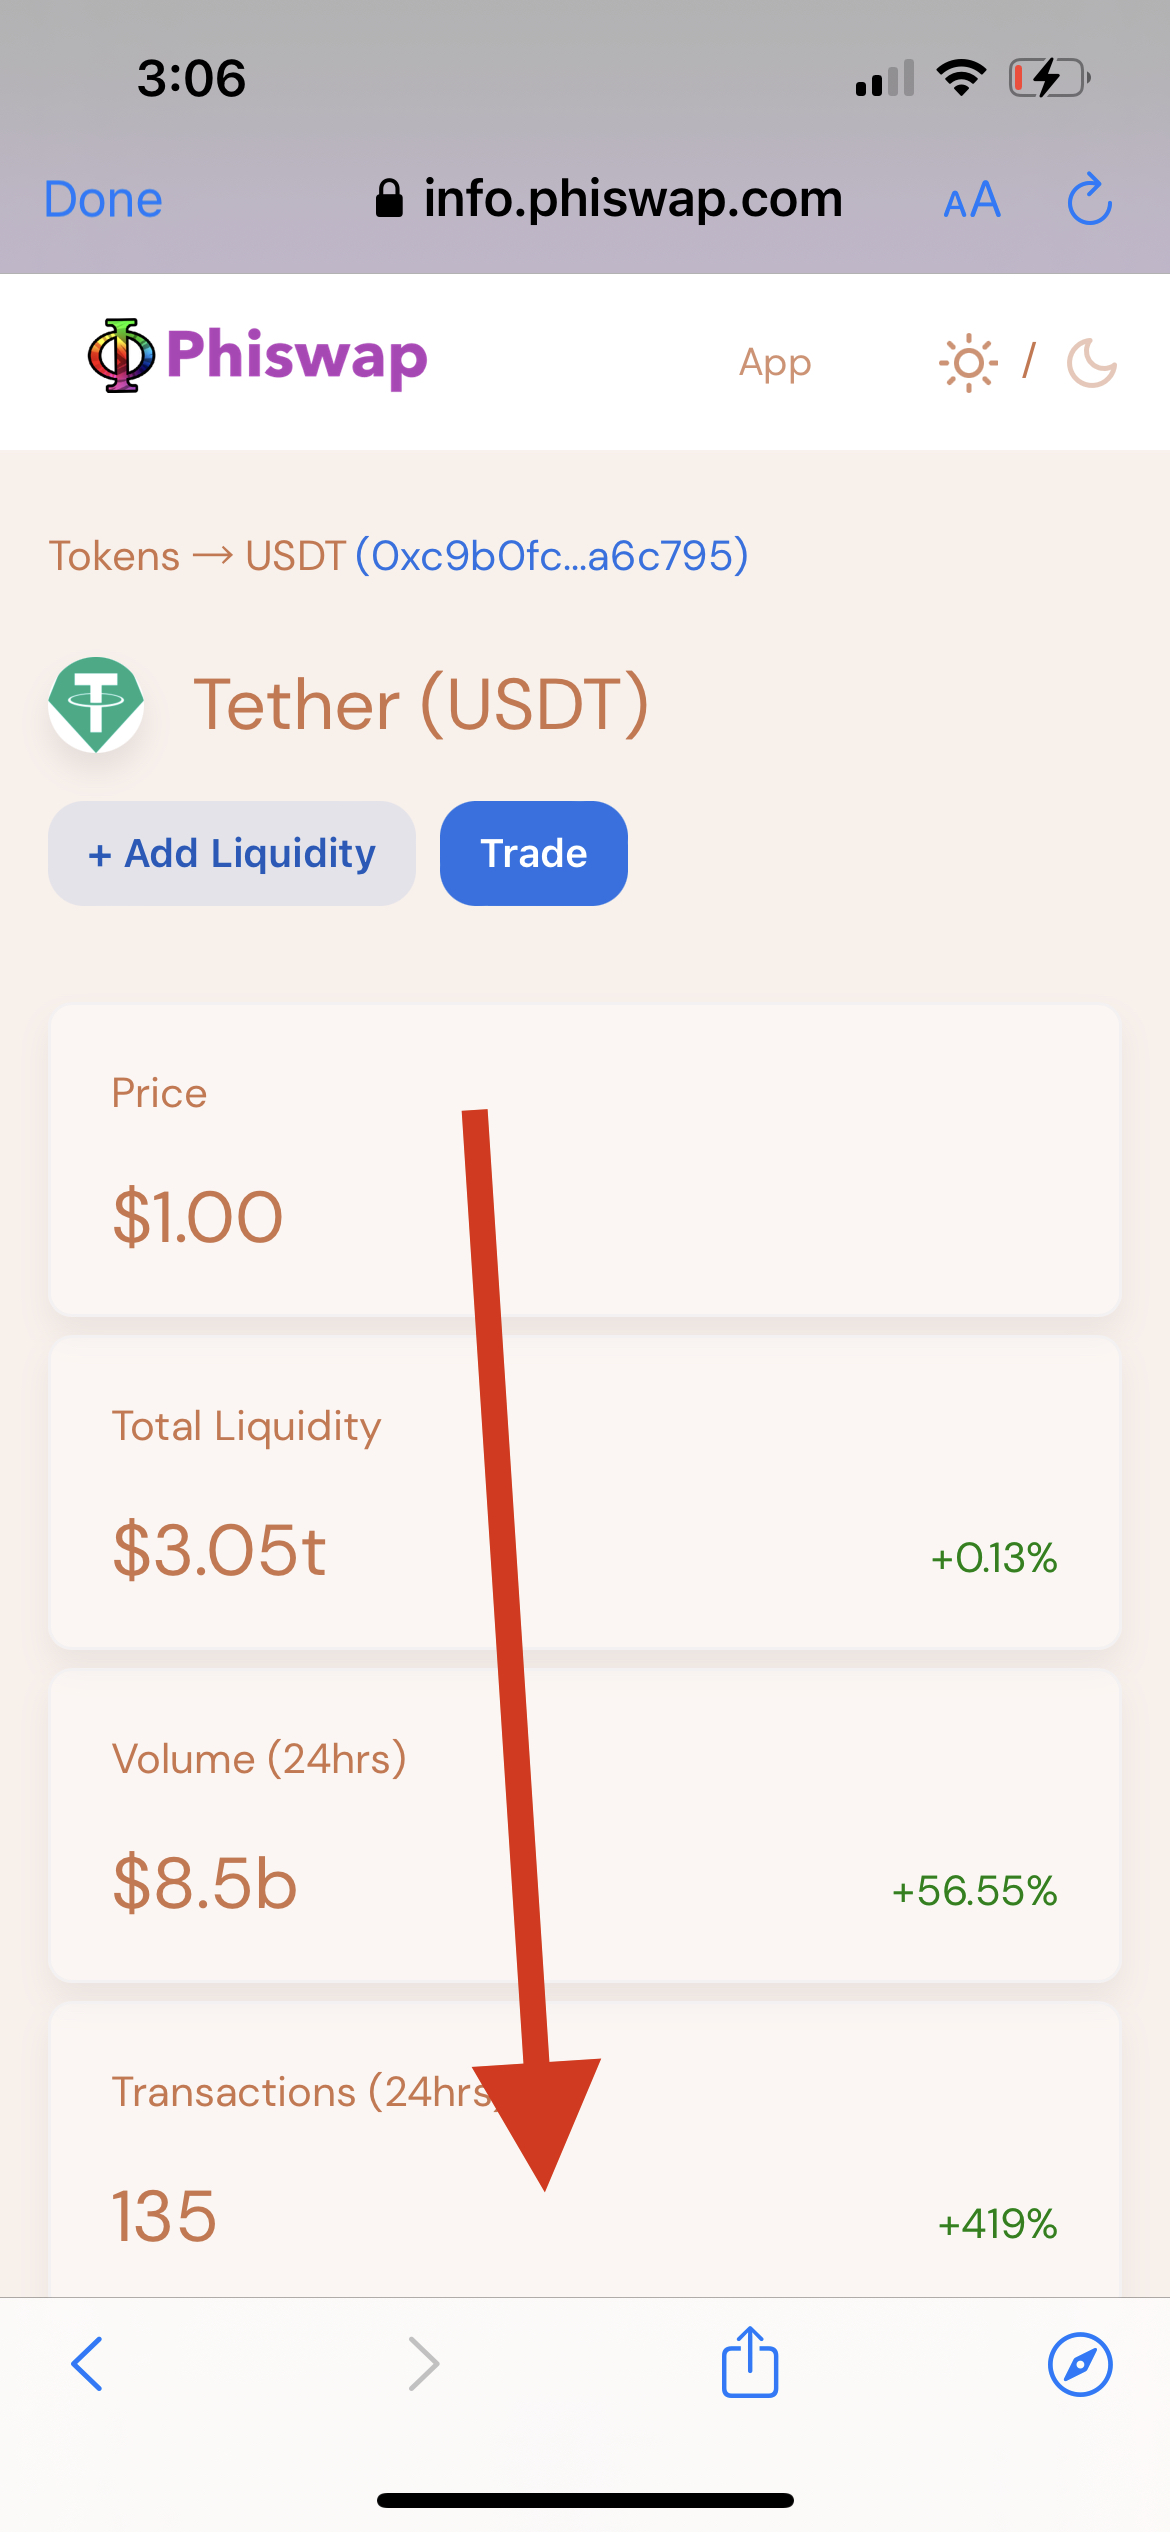 3:06
Done
info.phiswap.com
AA
Phiswap
App
/
Tokens → USDT (0xc9b0fc...a6c795)
Tether (USDT)
+ Add Liquidity
Trade
Price
$1.00
Total Liquidity
$3.05t
+0.13%
Volume (24hrs)
$8.5b
+56.55%
Transactions (24hrs)
135
+419%